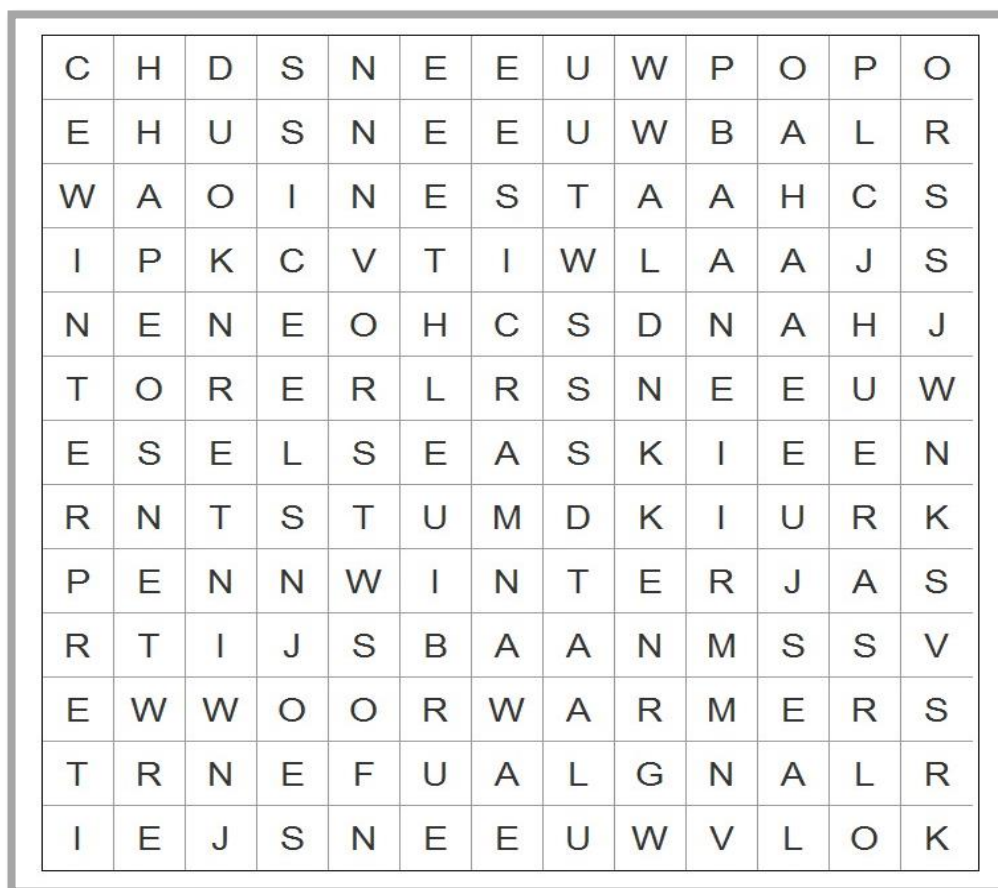 C H D S N E E U W P O P O
E H U S N E E U W B A L R
W A O I N E S T A A H C S
I P K C V T I W L A A J S
N E N E O H C S D N A H J
T O R E R L R S N E E U W
E S E L S E A S K I E E N
R N T S T U M D K I U R K
P E N N W I N T E R J A S
R T I J S B A A N M S S V
E W W O O R W A R M E R S
T R N E F U A L G N A L R
I E J S N E E U W V L O K